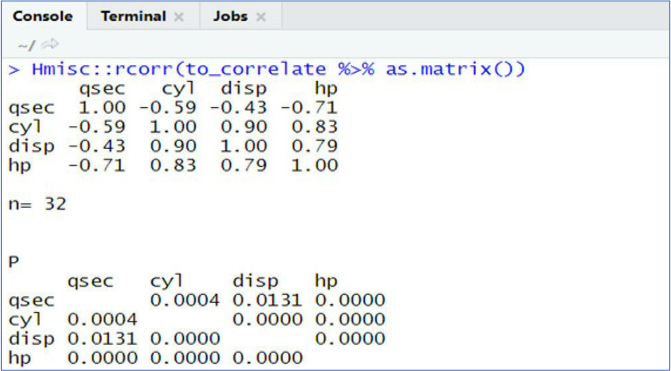 Console Terminal × Jobs ×
~/
> Hmisc::rcorr(to_correlate %>% as.matrix())
qsec cyl disp hp
qsec 1.00 -0.59 -0.43 -0.71
cyl -0.59 1.00 0.90 0.83
disp -0.43 0.90 1.00 0.79
hp -0.71 0.83 0.79 1.00
n= 32
P
qsec cyl disp hp
qsec 0.0004 0.0131 0.0000
cyl 0.0004 0.0000 0.0000
disp 0.0131 0.0000 0.0000
hp 0.0000 0.0000 0.0000